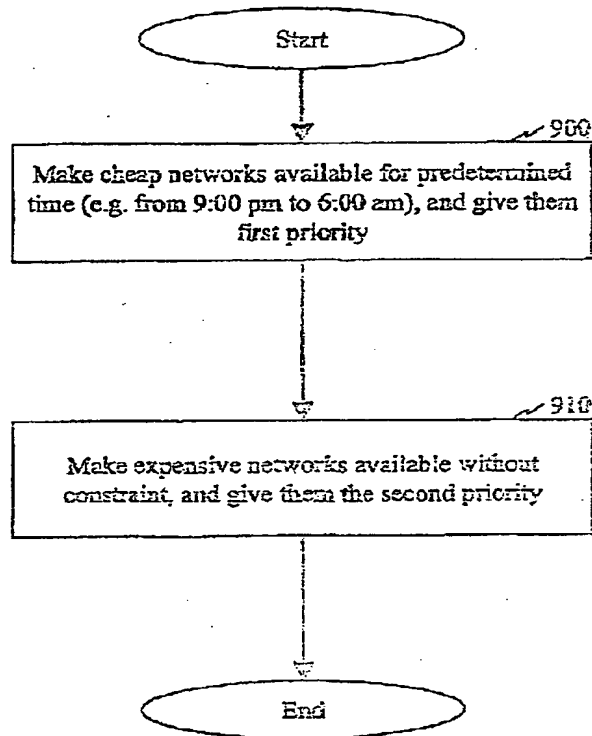 Start
900
Make cheap networks available for predetermined
time (e.g. from 9:00 pm to 6:00 am), and give them
first priority
910
Make expensive networks available without
constraint, and give them the second priority
End